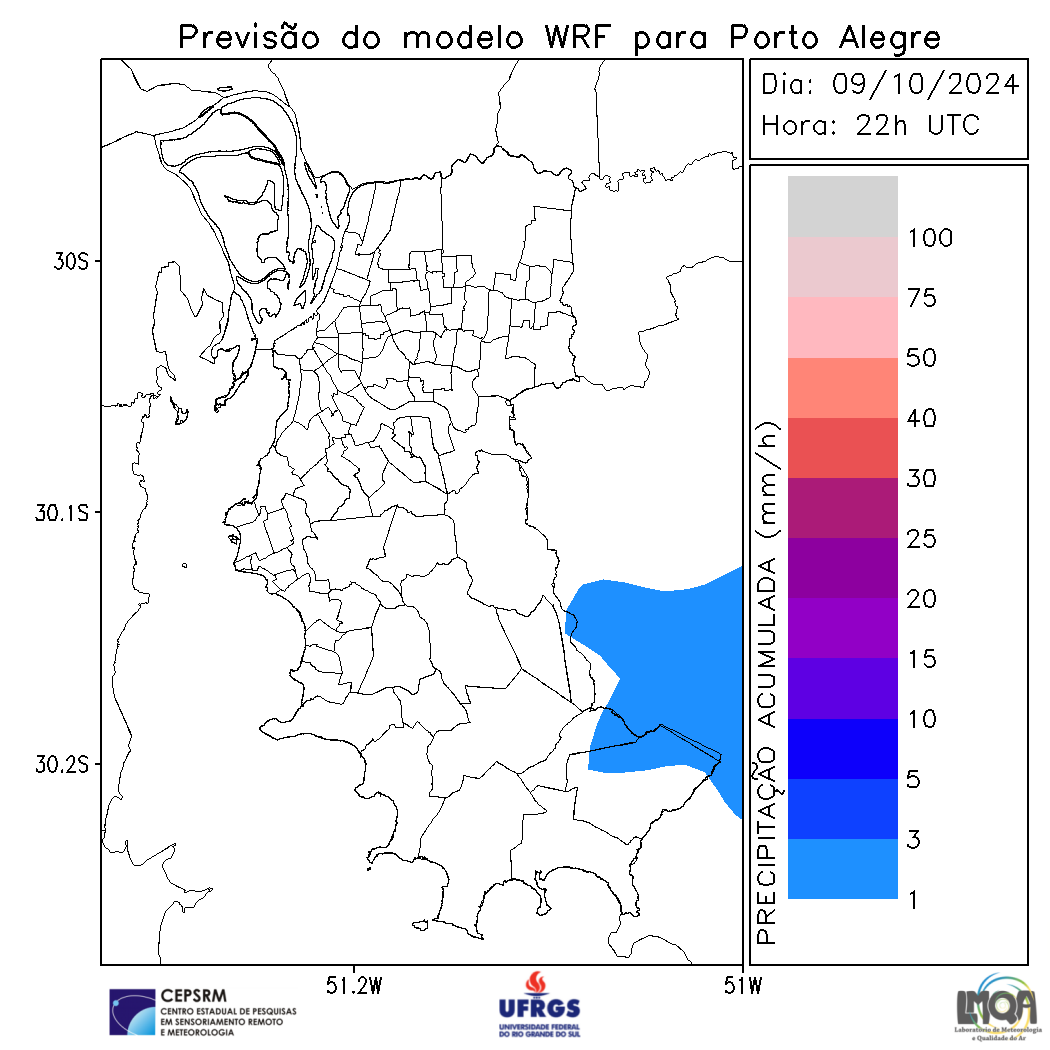 Previsão do modelo WRF para Porto Alegre
Dia: 09/10/2024
Hora: 22h UTC
30S
30.1S
30.2S
51.2W
51W
PRECIPITAÇÃO ACUMULADA (mm/h)
100
75
50
40
30
25
20
15
10
5
3
1
CEPSRM
CENTRO ESTADUAL DE PESQUISAS
EM SENSORIAMENTO REMOTO
E METEOROLOGIA
UFRGS
UNIVERSIDADE FEDERAL
DO RIO GRANDE DO SUL
LMQA
Laboratório de Meteorologia
e Qualidade do Ar